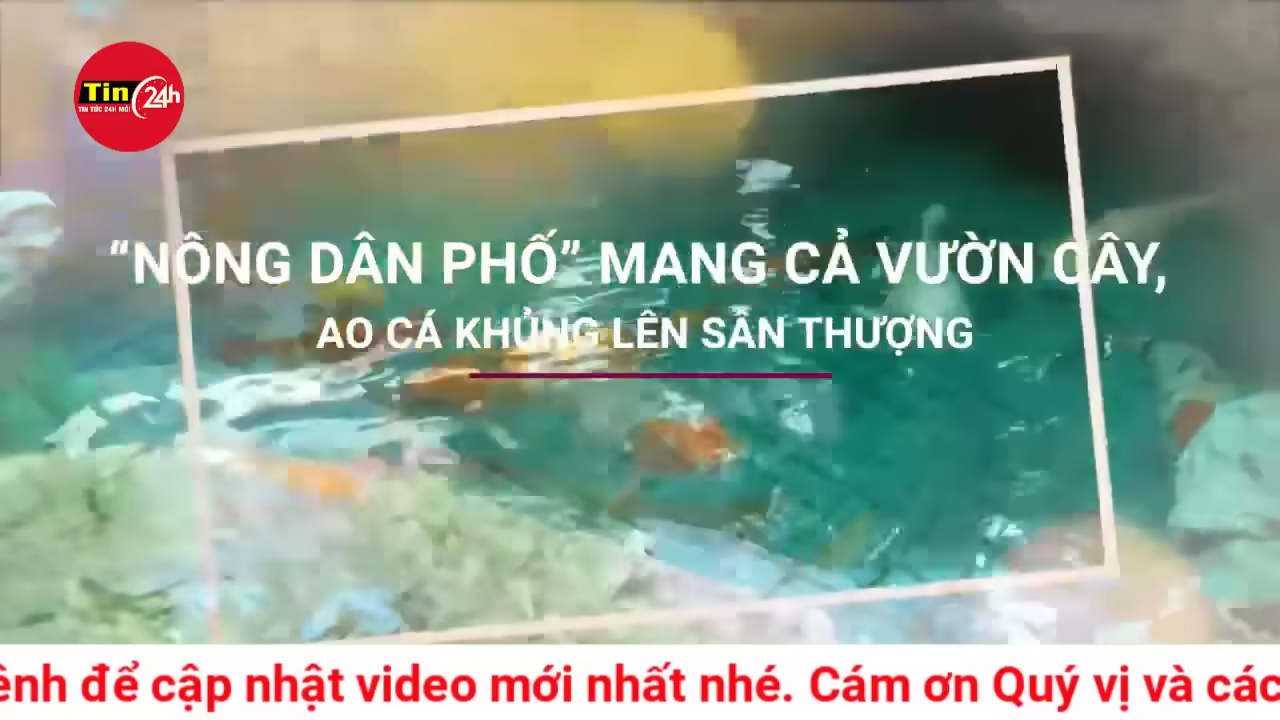 Tin 24h
TIN TỨC 24H MỚI
“NÔNG DÂN PHỐ” MANG CẢ VƯỜN CÂY,
AO CÁ KHỦNG LÊN SÂN THƯỢNG
ênh để cập nhật video mới nhất nhé. Cám ơn Quý vị và các